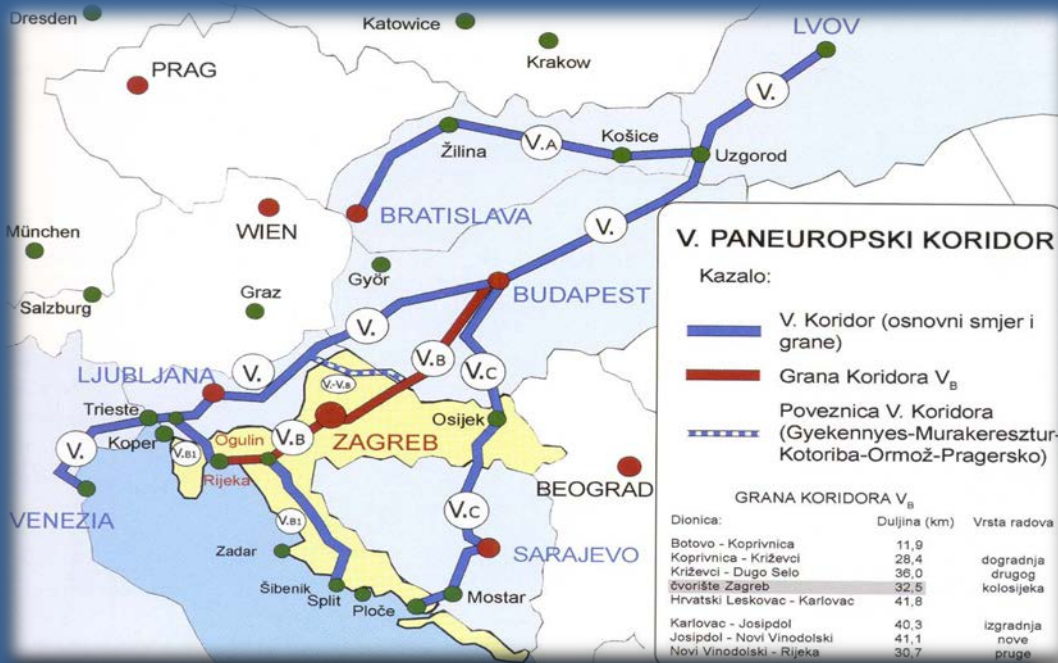 Dresden
Katowice
LVOV
Krakow
PRAG
V.
V.A
Košice
Žilina
Uzgorod
BRATISLAVA
WIEN
V.
München
Györ
BUDAPEST
Graz
Salzburg
V.
V.B
V.
V.C
LJUBLJANA
V.-V.B
Trieste
Osijek
Koper
Ogulin
V.B
ZAGREB
V.
V.B1
Rijeka
BEOGRAD
VENEZIA
V.B1
V.C
Zadar
SARAJEVO
Šibenik
Split
Ploče
Mostar
V. PANEUROPSKI KORIDOR
Kazalo:
V. Koridor (osnovni smjer i
grane)
Grana Koridora VB
Poveznica V. Koridora
(Gyekennyes-Murakeresztur-
Kotoriba-Ormož-Pragersko)
GRANA KORIDORA VB
Dionica: Duljina (km) Vrsta radova
Botovo - Koprivnica 11,9
Koprivnica - Križevci 28,4 dogradnja
Križevci - Dugo Selo 36,0 drugog
čvorište Zagreb 32,5 kolosijeka
Hrvatski Leskovac - Karlovac 41,8
Karlovac - Josipdol 40,3 izgradnja
Josipdol - Novi Vinodolski 41,1 nove
Novi Vinodolski - Rijeka 30,7 pruge